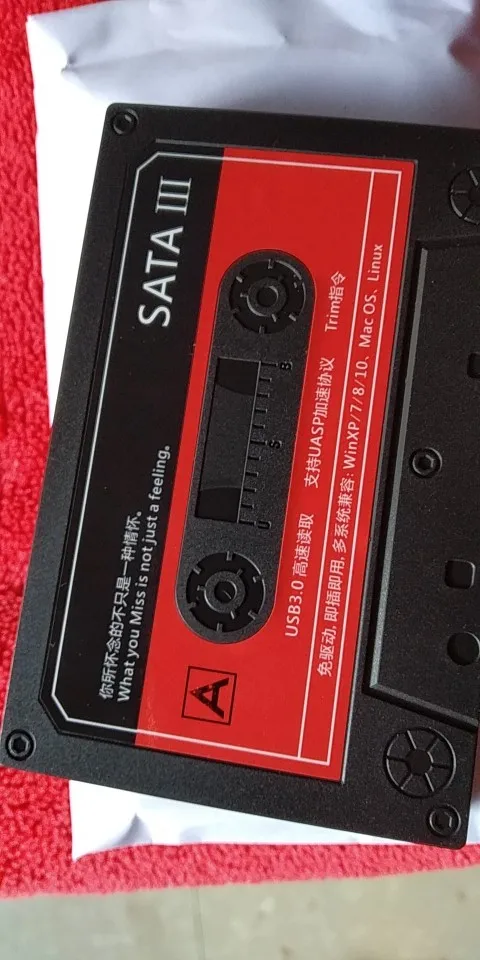 SATA III
你所怀念的不只是一种情怀。
What you Miss is not just a feeling。
A
0 5 B
USB3.0 高速读取 支持UASP加速协议 Trim指令
免驱动, 即插即用, 多系统兼容: WinXP/7/8/10、Mac OS、Linux